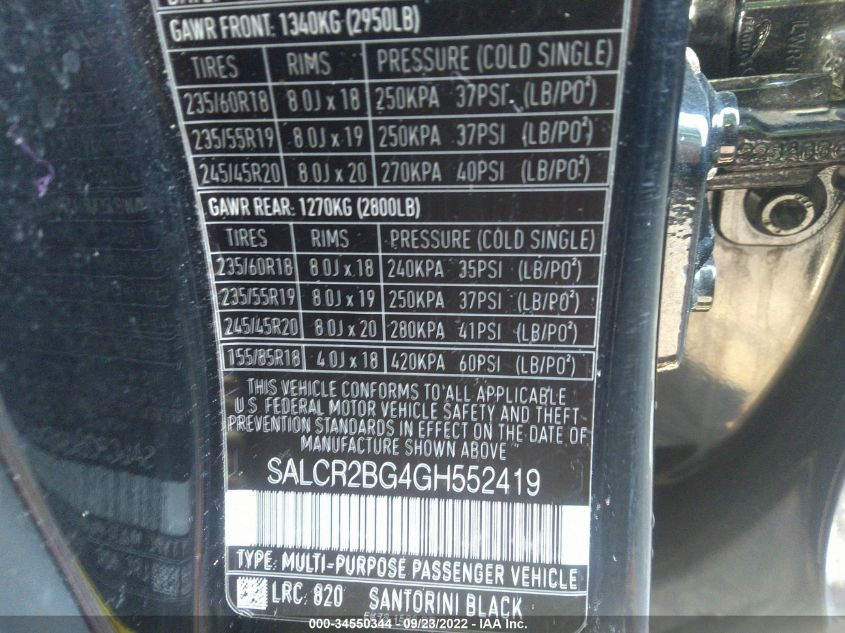 GAWR FRONT: 1340KG (2950LB)
TIRES RIMS PRESSURE (COLD SINGLE)
235/60R18 8.0J x 18 250KPA 37PSI (LB/PO²)
235/55R19 8.0J x 19 250KPA 37PSI (LB/PO²)
245/45R20 8.0J x 20 270KPA 40PSI (LB/PO²)
GAWR REAR: 1270KG (2800LB)
TIRES RIMS PRESSURE (COLD SINGLE)
235/60R18 8.0J x 18 240KPA 35PSI (LB/PO²)
235/55R19 8.0J x 19 250KPA 37PSI (LB/PO²)
245/45R20 8.0J x 20 280KPA 41PSI (LB/PO²)
155/85R18 4.0J x 18 420KPA 60PSI (LB/PO²)
THIS VEHICLE CONFORMS TO ALL APPLICABLE
U.S FEDERAL MOTOR VEHICLE SAFETY AND THEFT
PREVENTION STANDARDS IN EFFECT ON THE DATE OF
MANUFACTURE SHOWN ABOVE
SALCR2BG4GH552419
TYPE: MULTI-PURPOSE PASSENGER VEHICLE
LRC: 820 SANTORINI BLACK
000-34550344 - 09/23/2022 - IAA Inc.